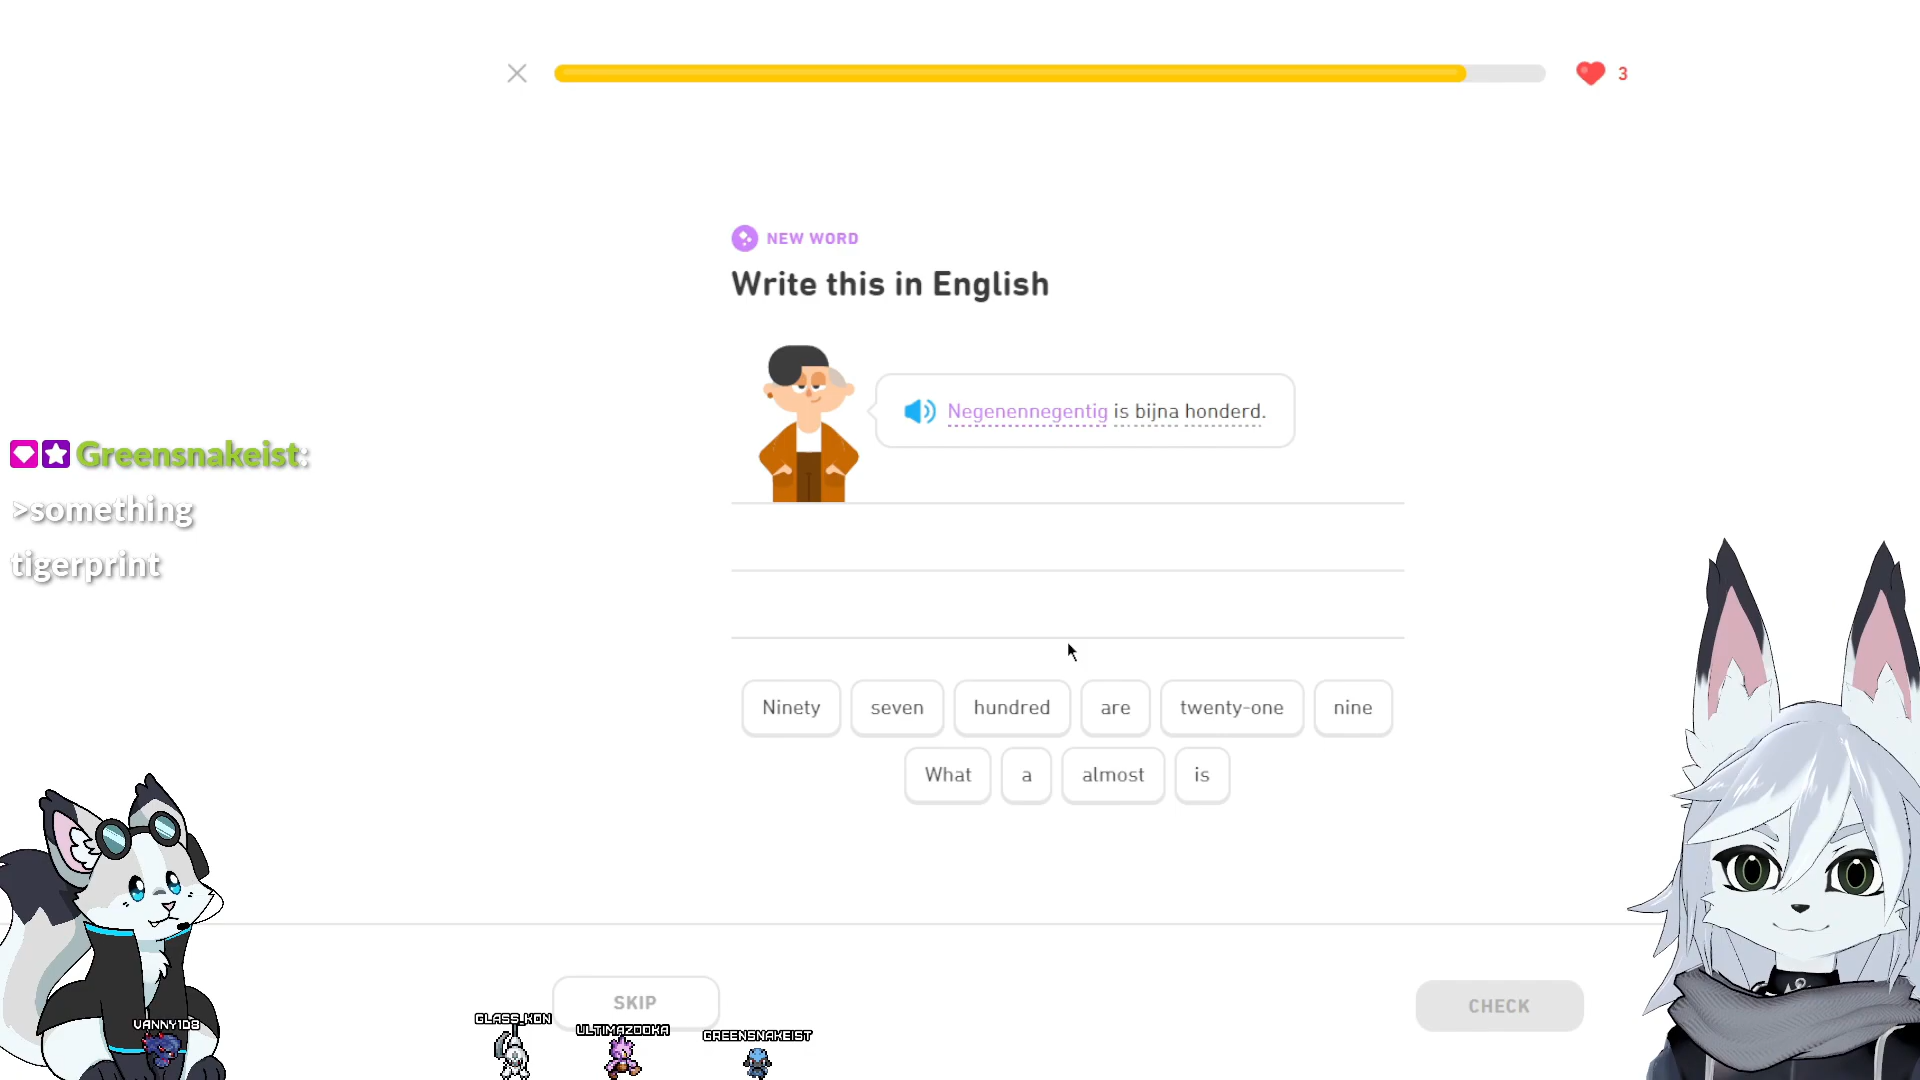 3
NEW WORD
Write this in English
Negenennegentig is bijna honderd.
Greensnakeist:
>something
tigerprint
Ninety seven hundred are twenty-one nine
What a almost is
SKIP
CHECK
VANNY1D8
GLASS_KON
ULTIMAZOOKA
GREENSNAKEIST